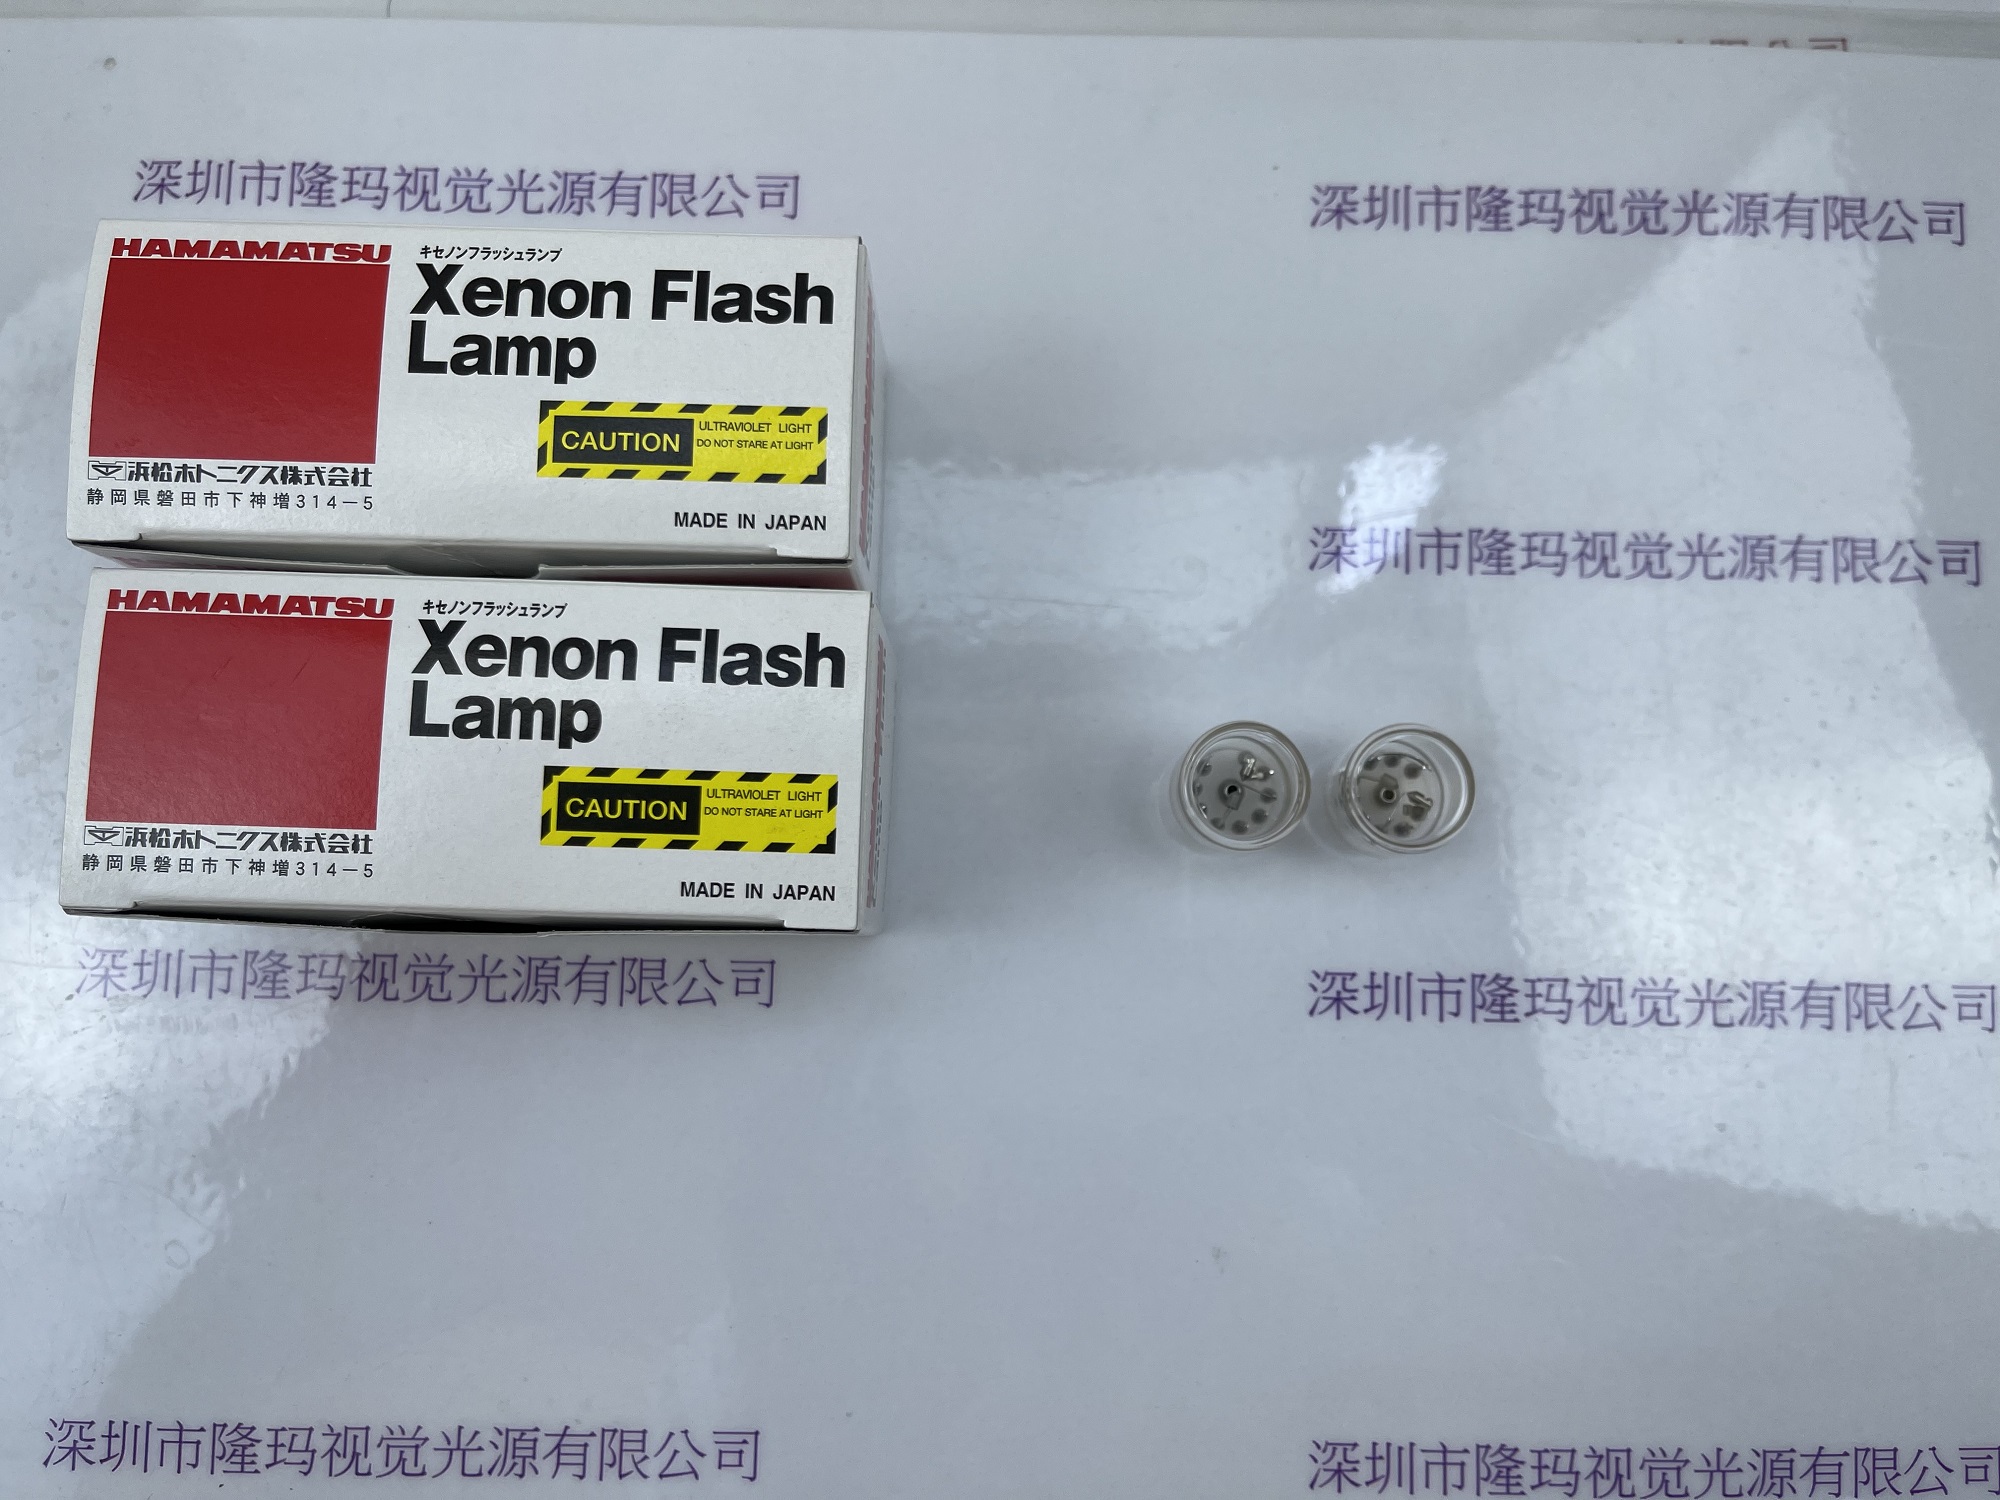 深圳市隆玛视觉光源有限公司
深圳市隆玛视觉光源有限公司
HAMAMATSU
キセノンフラッシュランプ
Xenon Flash
Lamp
CAUTION
ULTRAVIOLET LIGHT
DO NOT STARE AT LIGHT
浜松ホトニクス株式会社
静岡県磐田市下神増314-5
MADE IN JAPAN
深圳市隆玛视觉光源有限公司
HAMAMATSU
キセノンフラッシュランプ
Xenon Flash
Lamp
CAUTION
ULTRAVIOLET LIGHT
DO NOT STARE AT LIGHT
浜松ホトニクス株式会社
静岡県磐田市下神増314-5
MADE IN JAPAN
深圳市隆玛视觉光源有限公司
深圳市隆玛视觉光源有限公司
深圳市隆玛视觉光源有限公司
深圳市隆玛视觉光源有限公司